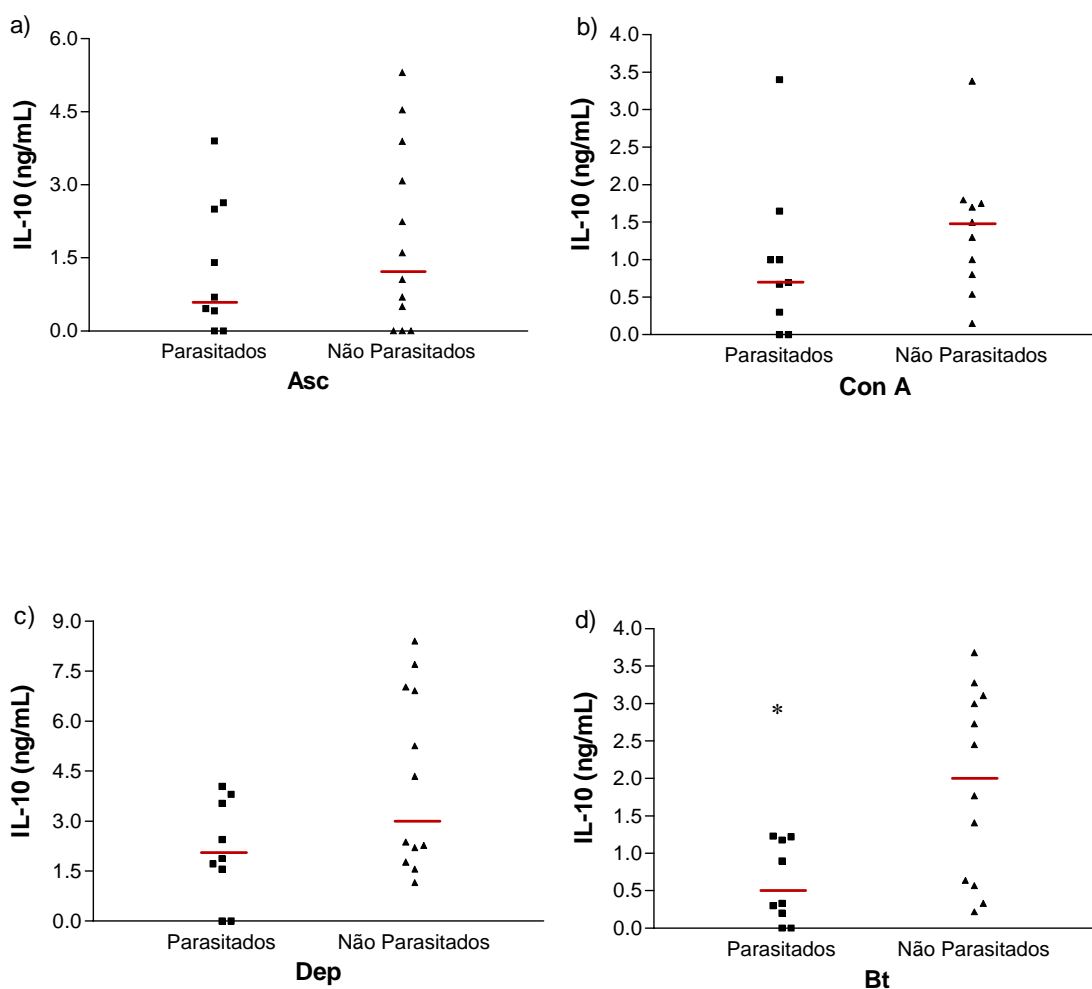 a)
6.0
4.5
3.0
1.5
0.0
IL-10 (ng/mL)
Parasitados
Não Parasitados
Asc
b)
4.0
3.5
3.0
2.5
2.0
1.5
1.0
0.5
0.0
IL-10 (ng/mL)
Parasitados
Não Parasitados
Con A
c)
9.0
7.5
6.0
4.5
3.0
1.5
0.0
IL-10 (ng/mL)
Parasitados
Não Parasitados
Dep
d)
4.0
3.5
3.0
2.5
2.0
1.5
1.0
0.5
0.0
IL-10 (ng/mL)
*
Parasitados
Não Parasitados
Bt